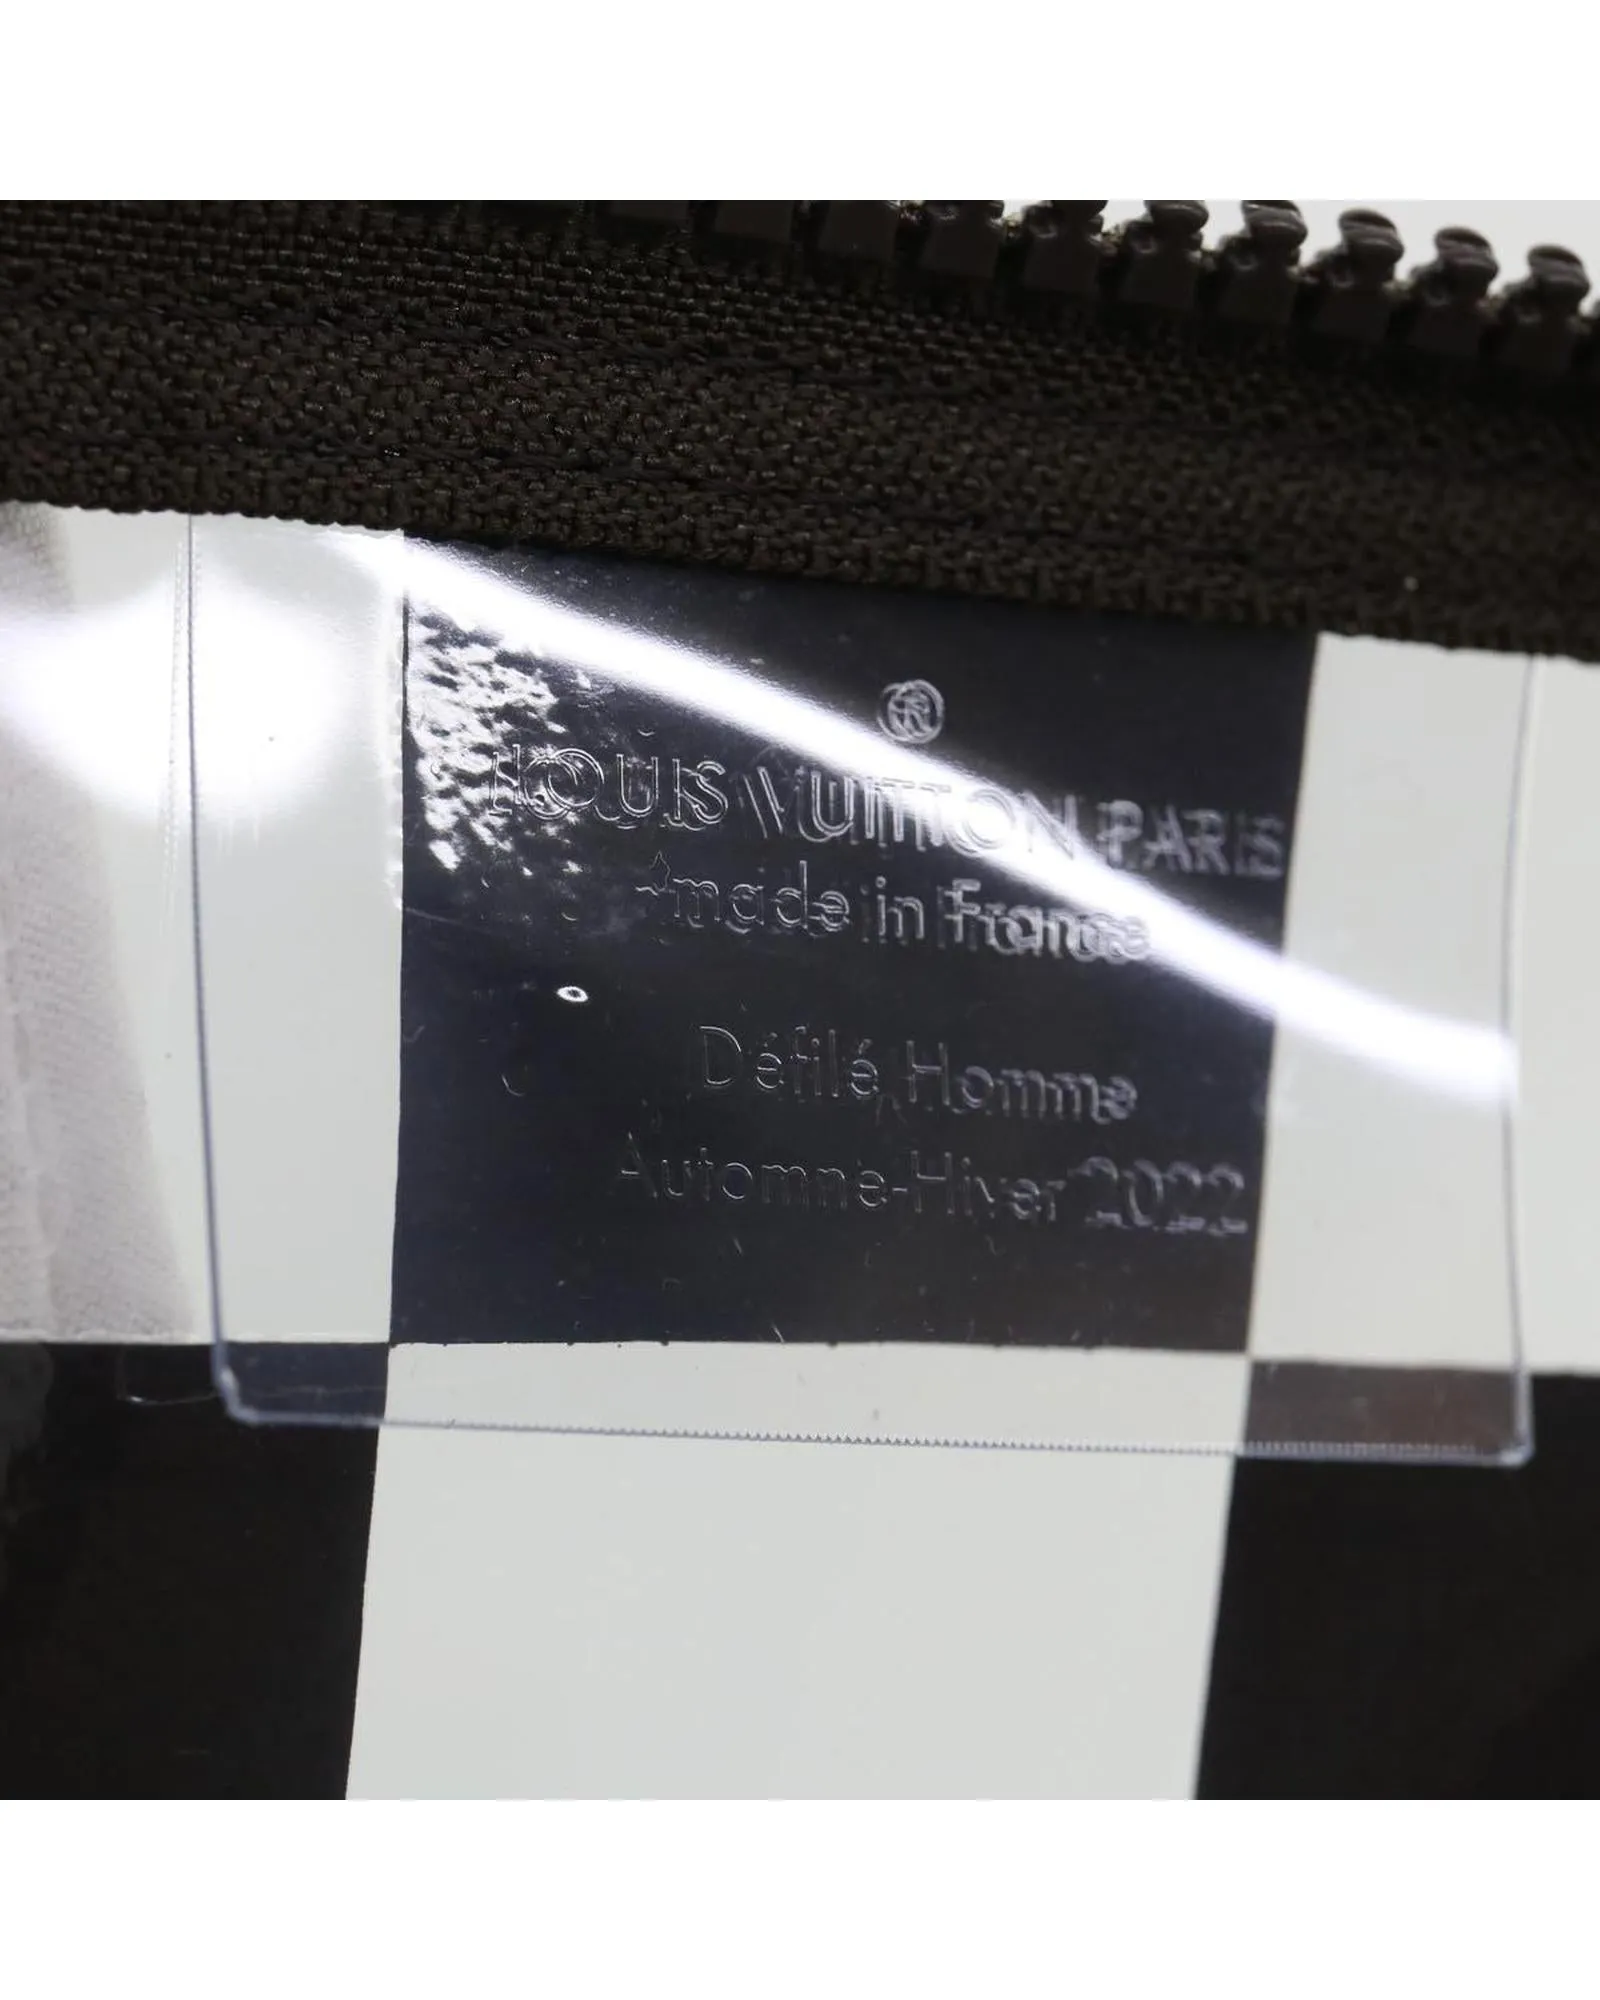 ®
LOUIS VUITTON PARIS
made in France
Défilé Homme
Automne-Hiver 2022